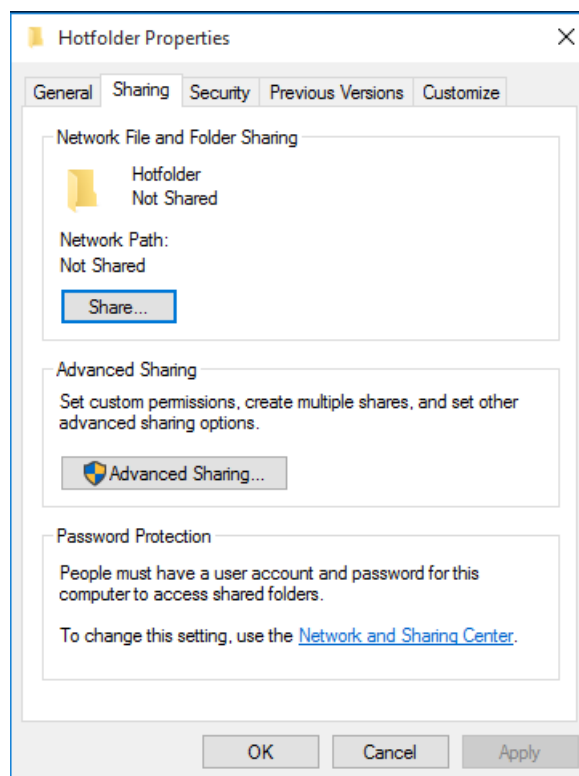 Hotfolder Properties
General Sharing Security Previous Versions Customize
Network File and Folder Sharing
Hotfolder
Not Shared
Network Path:
Not Shared
Share...
Advanced Sharing
Set custom permissions, create multiple shares, and set other
advanced sharing options.
Advanced Sharing...
Password Protection
People must have a user account and password for this
computer to access shared folders.
To change this setting, use the Network and Sharing Center.
OK Cancel Apply